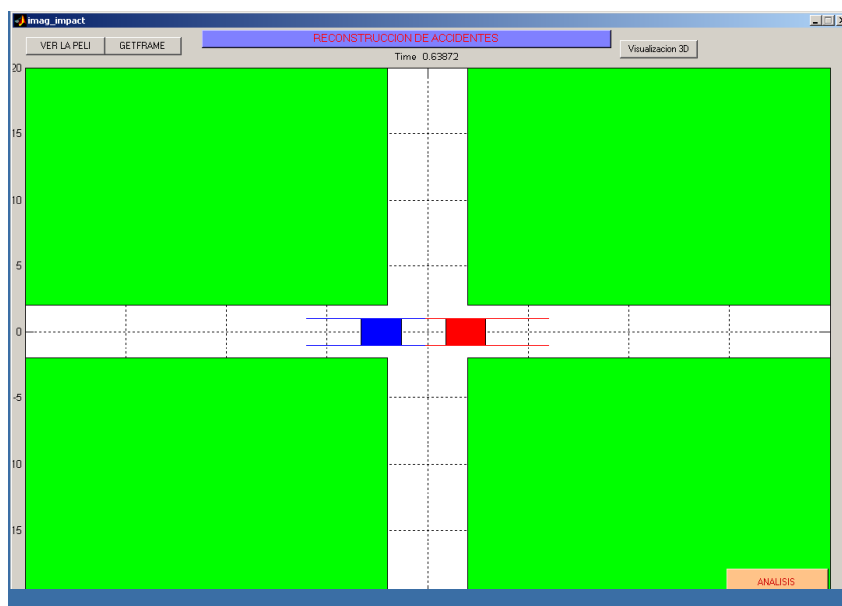 imag_impact
VER LA PELI
GETFRAME
RECONSTRUCCION DE ACCIDENTES
Visualizacion 3D
Time 0.63872
20
15
10
5
0
-5
10
15
ANALISIS